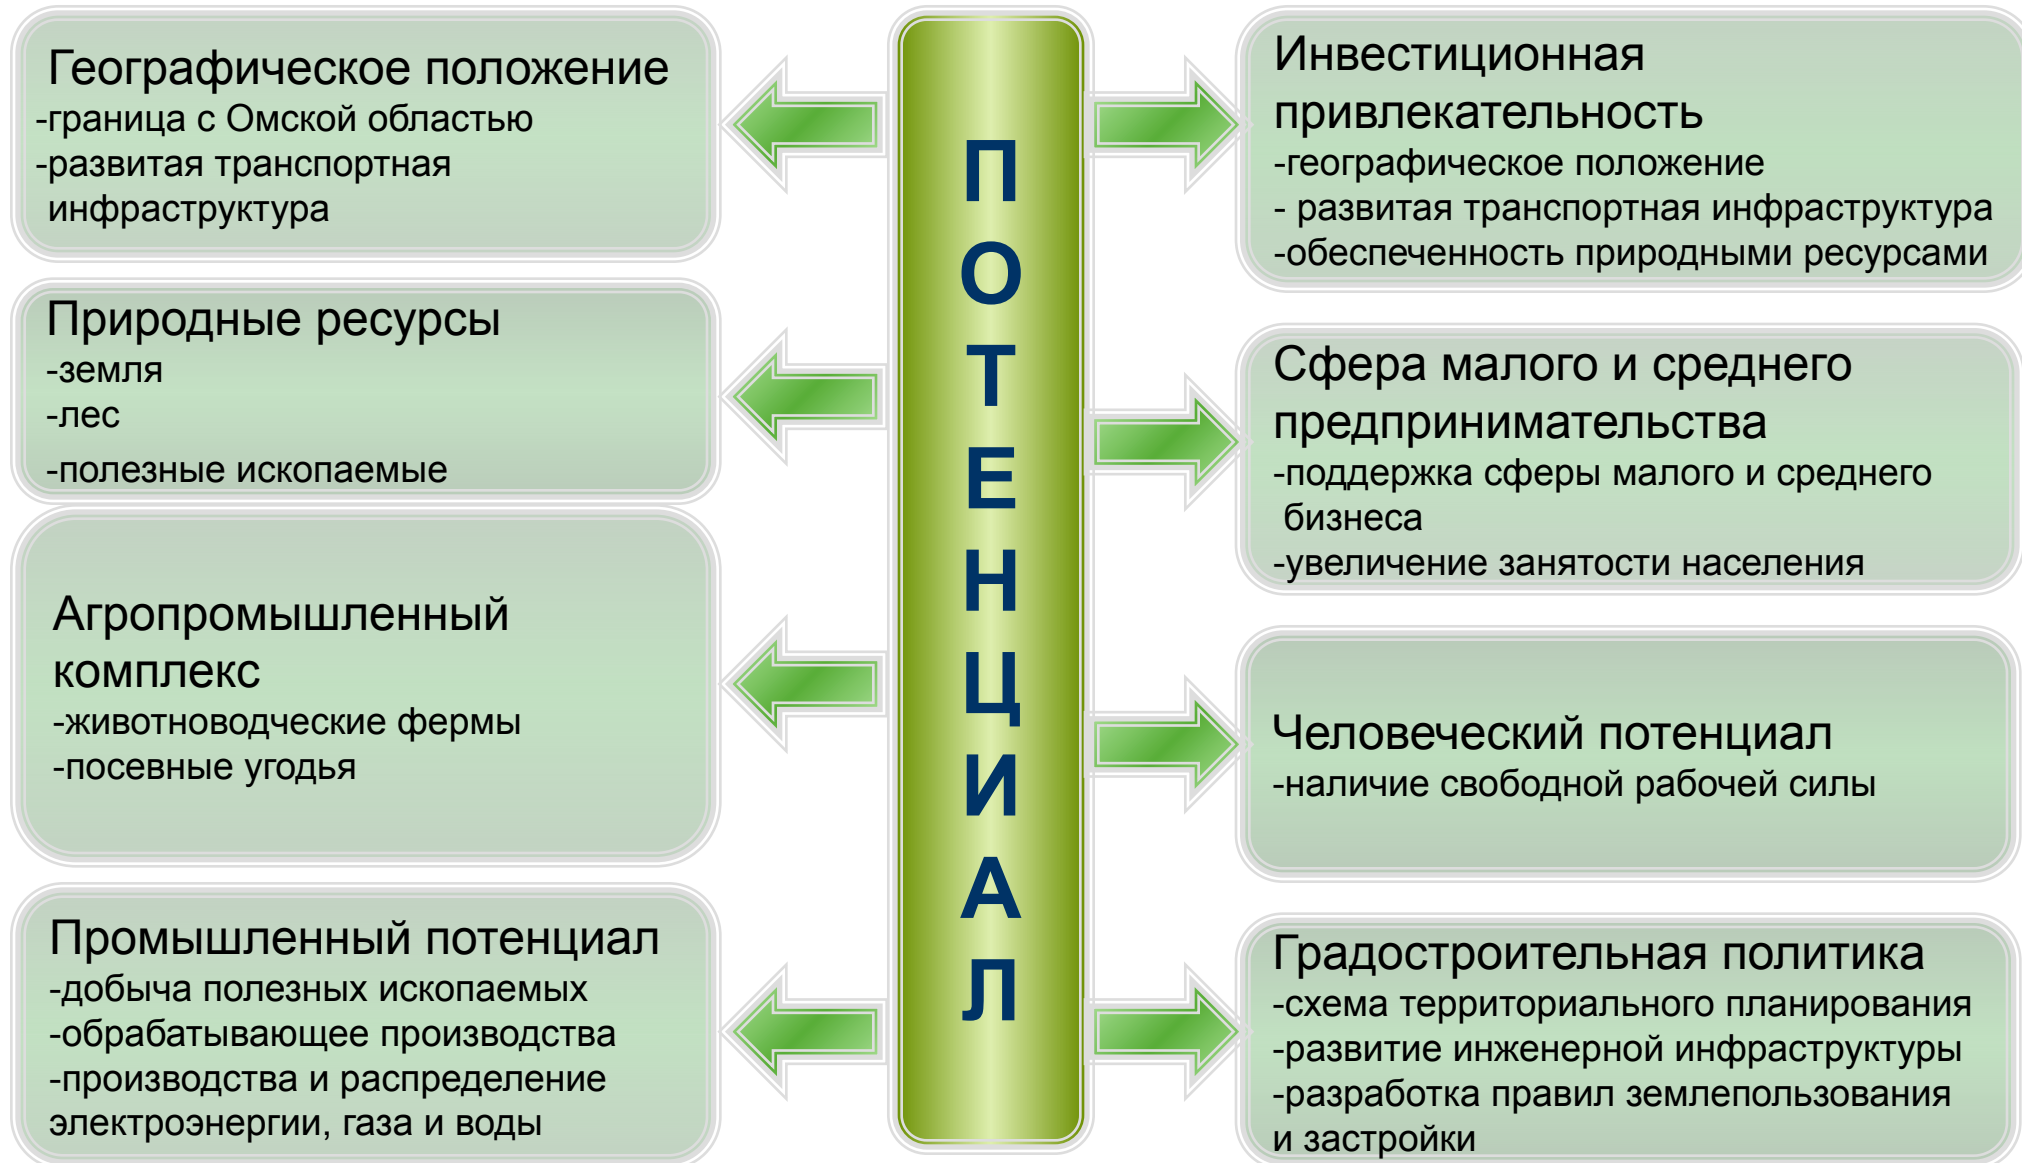 Географическое положение
-граница с Омской областью
-развитая транспортная
инфраструктура
Природные ресурсы
-земля
-лес
-полезные ископаемые
Агропромышленный
комплекс
-животноводческие фермы
-посевные угодья
Промышленный потенциал
-добыча полезных ископаемых
-обрабатывающее производства
-производства и распределение
электроэнергии, газа и воды
П
О
Т
Е
Н
Ц
И
А
Л
Инвестиционная
привлекательность
-географическое положение
- развитая транспортная инфраструктура
-обеспеченность природными ресурсами
Сфера малого и среднего
предпринимательства
-поддержка сферы малого и среднего
бизнеса
-увеличение занятости населения
Человеческий потенциал
-наличие свободной рабочей силы
Градостроительная политика
-схема территориального планирования
-развитие инженерной инфраструктуры
-разработка правил землепользования
и застройки